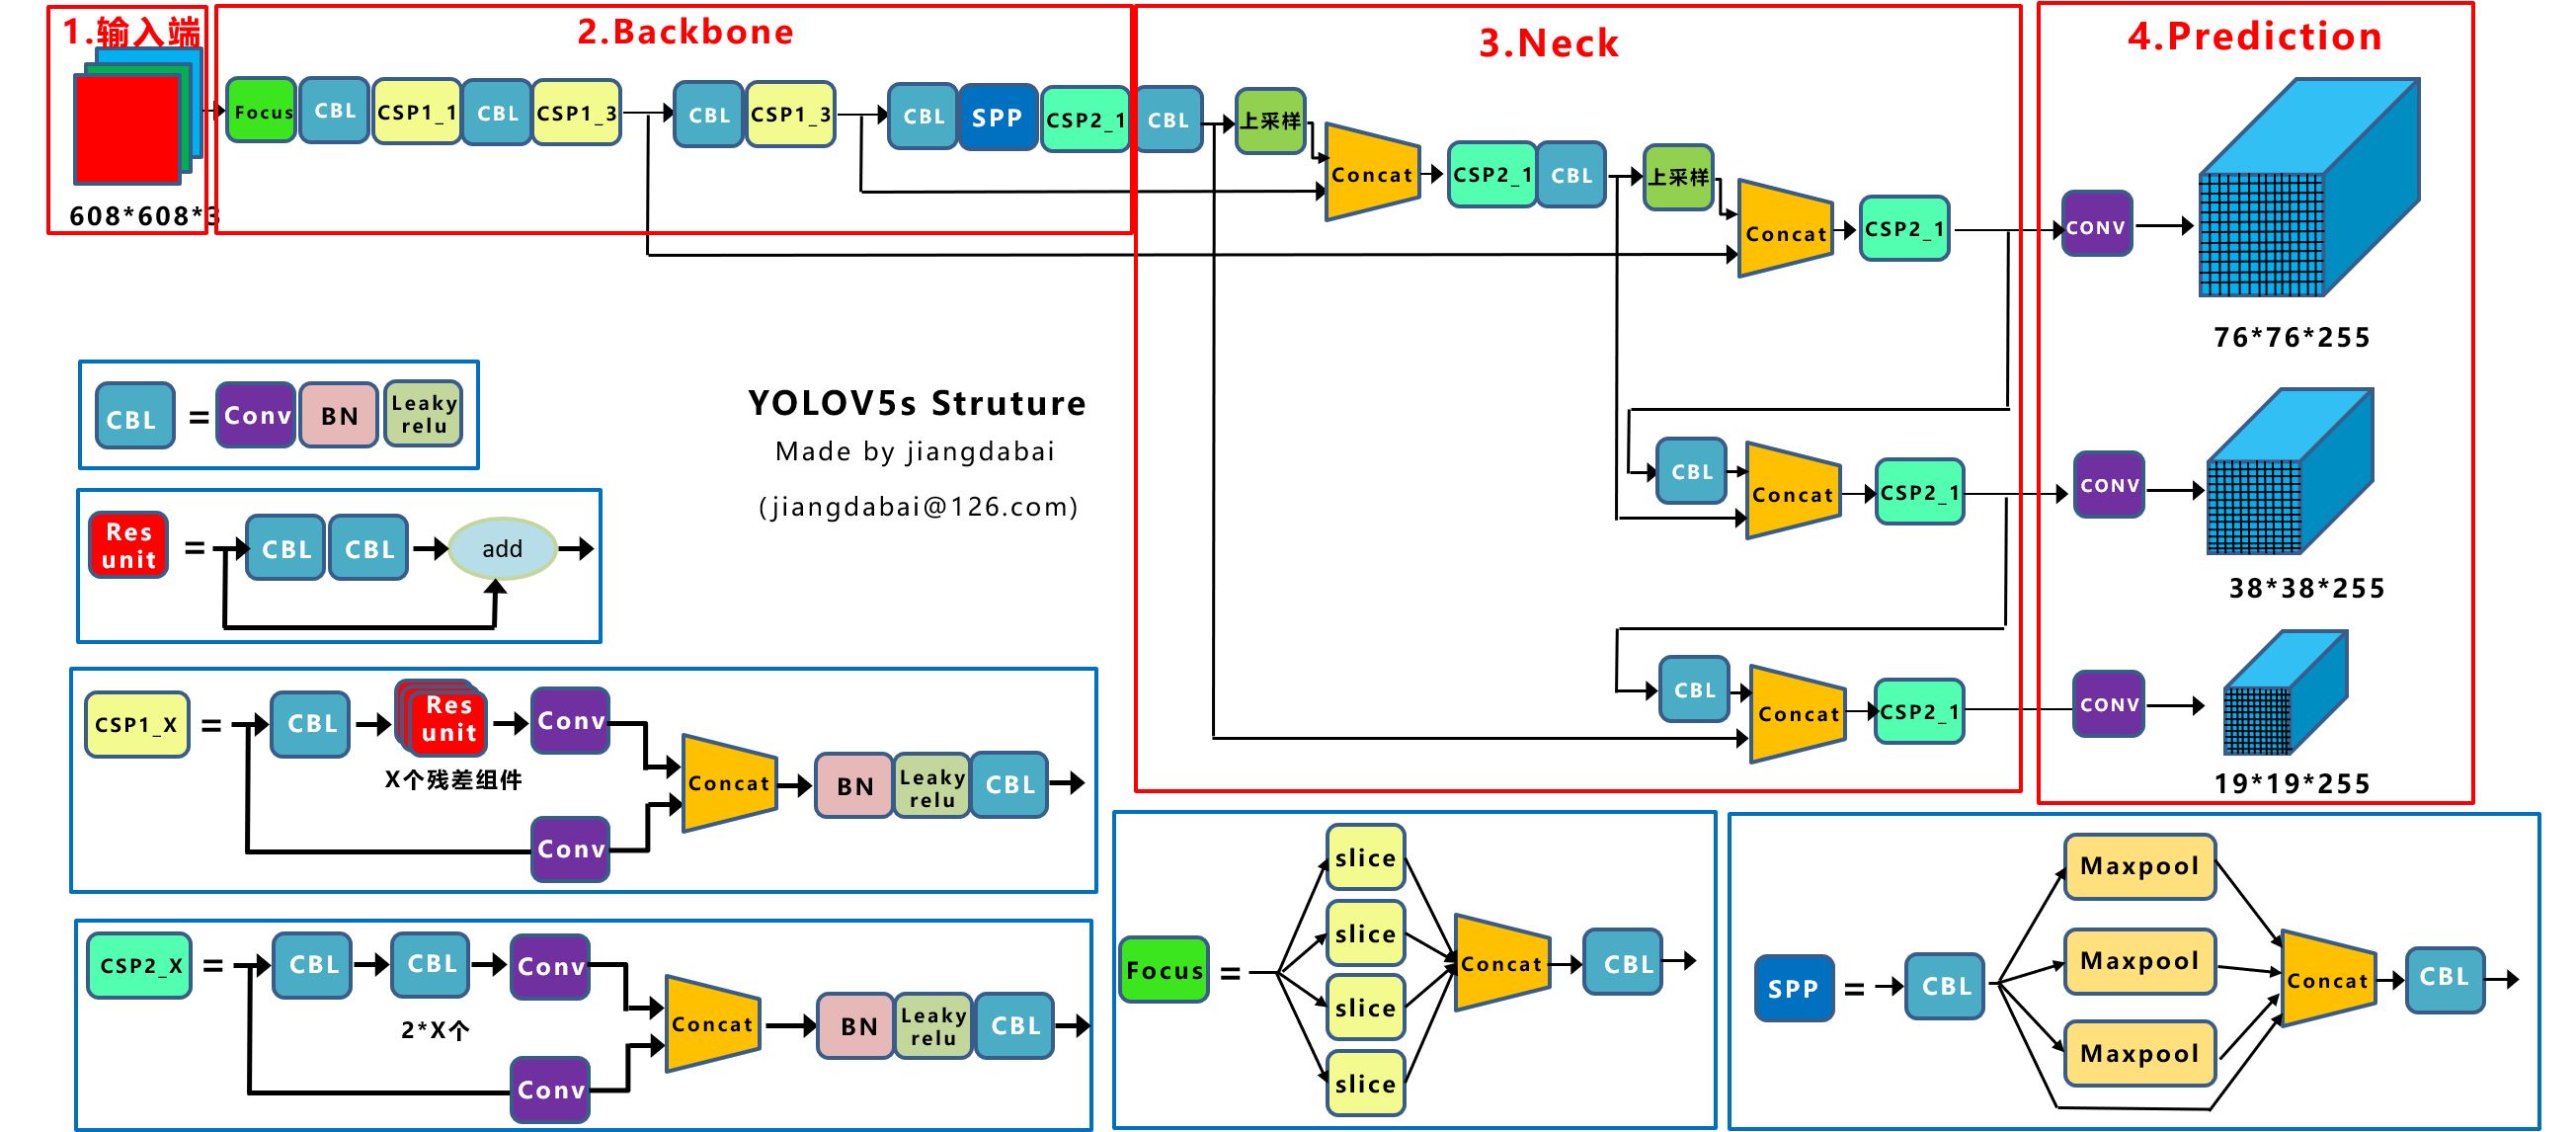 1.输入端
2.Backbone
3.Neck
4.Prediction
608*608*3
Focus
CBL
CSP1_1
CBL
CSP1_3
CBL
CSP1_3
CBL
SPP
CSP2_1
CBL
上采样
Concat
CSP2_1
CBL
上采样
Concat
CSP2_1
CONV
76*76*255
CBL
Concat
CSP2_1
CONV
38*38*255
CBL
Concat
CSP2_1
CONV
19*19*255
YOLOV5s Struture
Made by jiangdabai
(jiangdabai@126.com)
CBL
=
Conv
BN
Leaky
relu
Res
unit
=
CBL
CBL
add
CSP1_X
=
CBL
Res
unit
Conv
X个残差组件
Conv
Concat
BN
Leaky
relu
CBL
CSP2_X
=
CBL
CBL
Conv
2*X个
Conv
Concat
BN
Leaky
relu
CBL
Focus
=
slice
slice
slice
slice
Concat
CBL
SPP
=
CBL
Maxpool
Maxpool
Maxpool
Concat
CBL